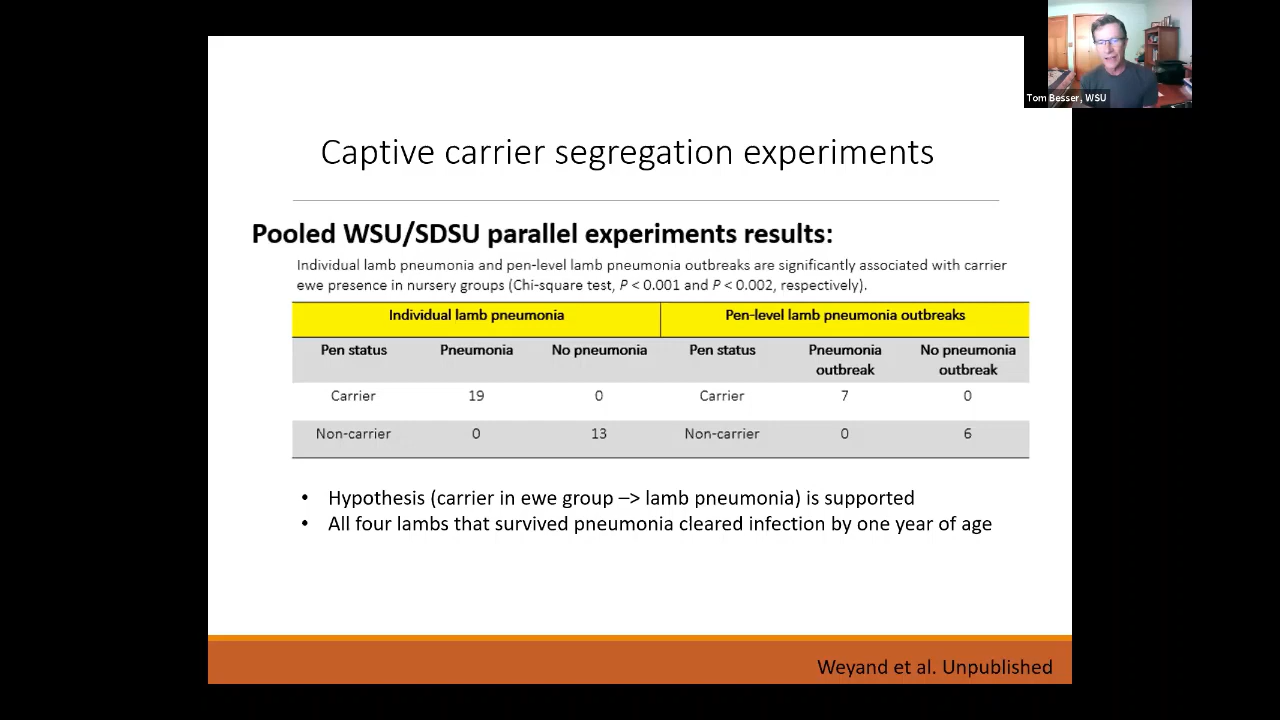 Tom Besser, WSU
Captive carrier segregation experiments
Pooled WSU/SDSU parallel experiments results:
Individual lamb pneumonia and pen-level lamb pneumonia outbreaks are significantly associated with carrier
ewe presence in nursery groups (Chi-square test, P < 0.001 and P < 0.002, respectively).
Individual lamb pneumonia Pen-level lamb pneumonia outbreaks
Pen status Pneumonia No pneumonia Pen status Pneumonia No pneumonia
outbreak outbreak
Carrier 19 0 Carrier 7 0
Non-carrier 0 13 Non-carrier 0 6
• Hypothesis (carrier in ewe group –> lamb pneumonia) is supported
• All four lambs that survived pneumonia cleared infection by one year of age
Weyand et al. Unpublished